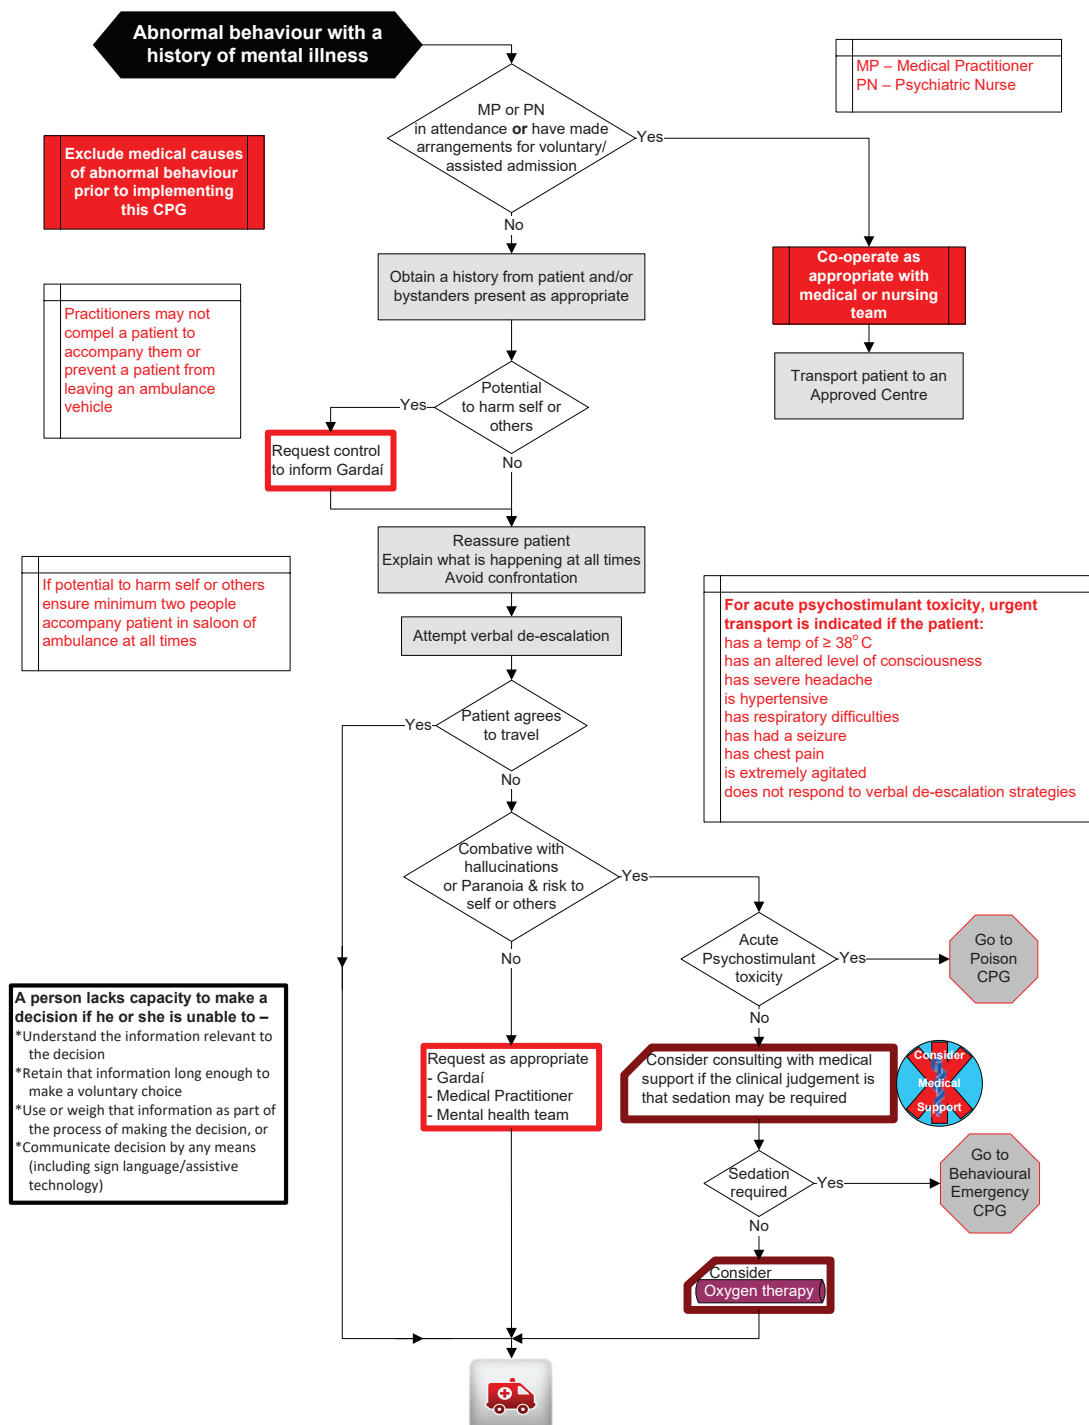 Abnormal behaviour with a
history of mental illness
MP – Medical Practitioner
PN – Psychiatric Nurse
MP or PN
in attendance or have made
arrangements for voluntary/
assisted admission
Yes
No
Exclude medical causes
of abnormal behaviour
prior to implementing
this CPG
Obtain a history from patient and/or
bystanders present as appropriate
Co-operate as
appropriate with
medical or nursing
team
Practitioners may not
compel a patient to
accompany them or
prevent a patient from
leaving an ambulance
vehicle
Transport patient to an
Approved Centre
Potential
to harm self or
others
Yes
No
Request control
to inform Gardaí
Reassure patient
Explain what is happening at all times
Avoid confrontation
If potential to harm self or others
ensure minimum two people
accompany patient in saloon of
ambulance at all times
Attempt verbal de-escalation
For acute psychostimulant toxicity, urgent
transport is indicated if the patient:
has a temp of ≥ 38° C
has an altered level of consciousness
has severe headache
is hypertensive
has respiratory difficulties
has had a seizure
has chest pain
is extremely agitated
does not respond to verbal de-escalation strategies
Patient agrees
to travel
Yes
No
Combative with
hallucinations
or Paranoia & risk to
self or others
Yes
No
Acute
Psychostimulant
toxicity
Yes
No
Go to
Poison
CPG
A person lacks capacity to make a
decision if he or she is unable to –
*Understand the information relevant to
the decision
*Retain that information long enough to
make a voluntary choice
*Use or weigh that information as part of
the process of making the decision, or
*Communicate decision by any means
(including sign language/assistive
technology)
Request as appropriate
- Gardaí
- Medical Practitioner
- Mental health team
Consider consulting with medical
support if the clinical judgement is
that sedation may be required
Consider
Medical
Support
Sedation
required
Yes
No
Go to
Behavioural
Emergency
CPG
Consider
Oxygen therapy